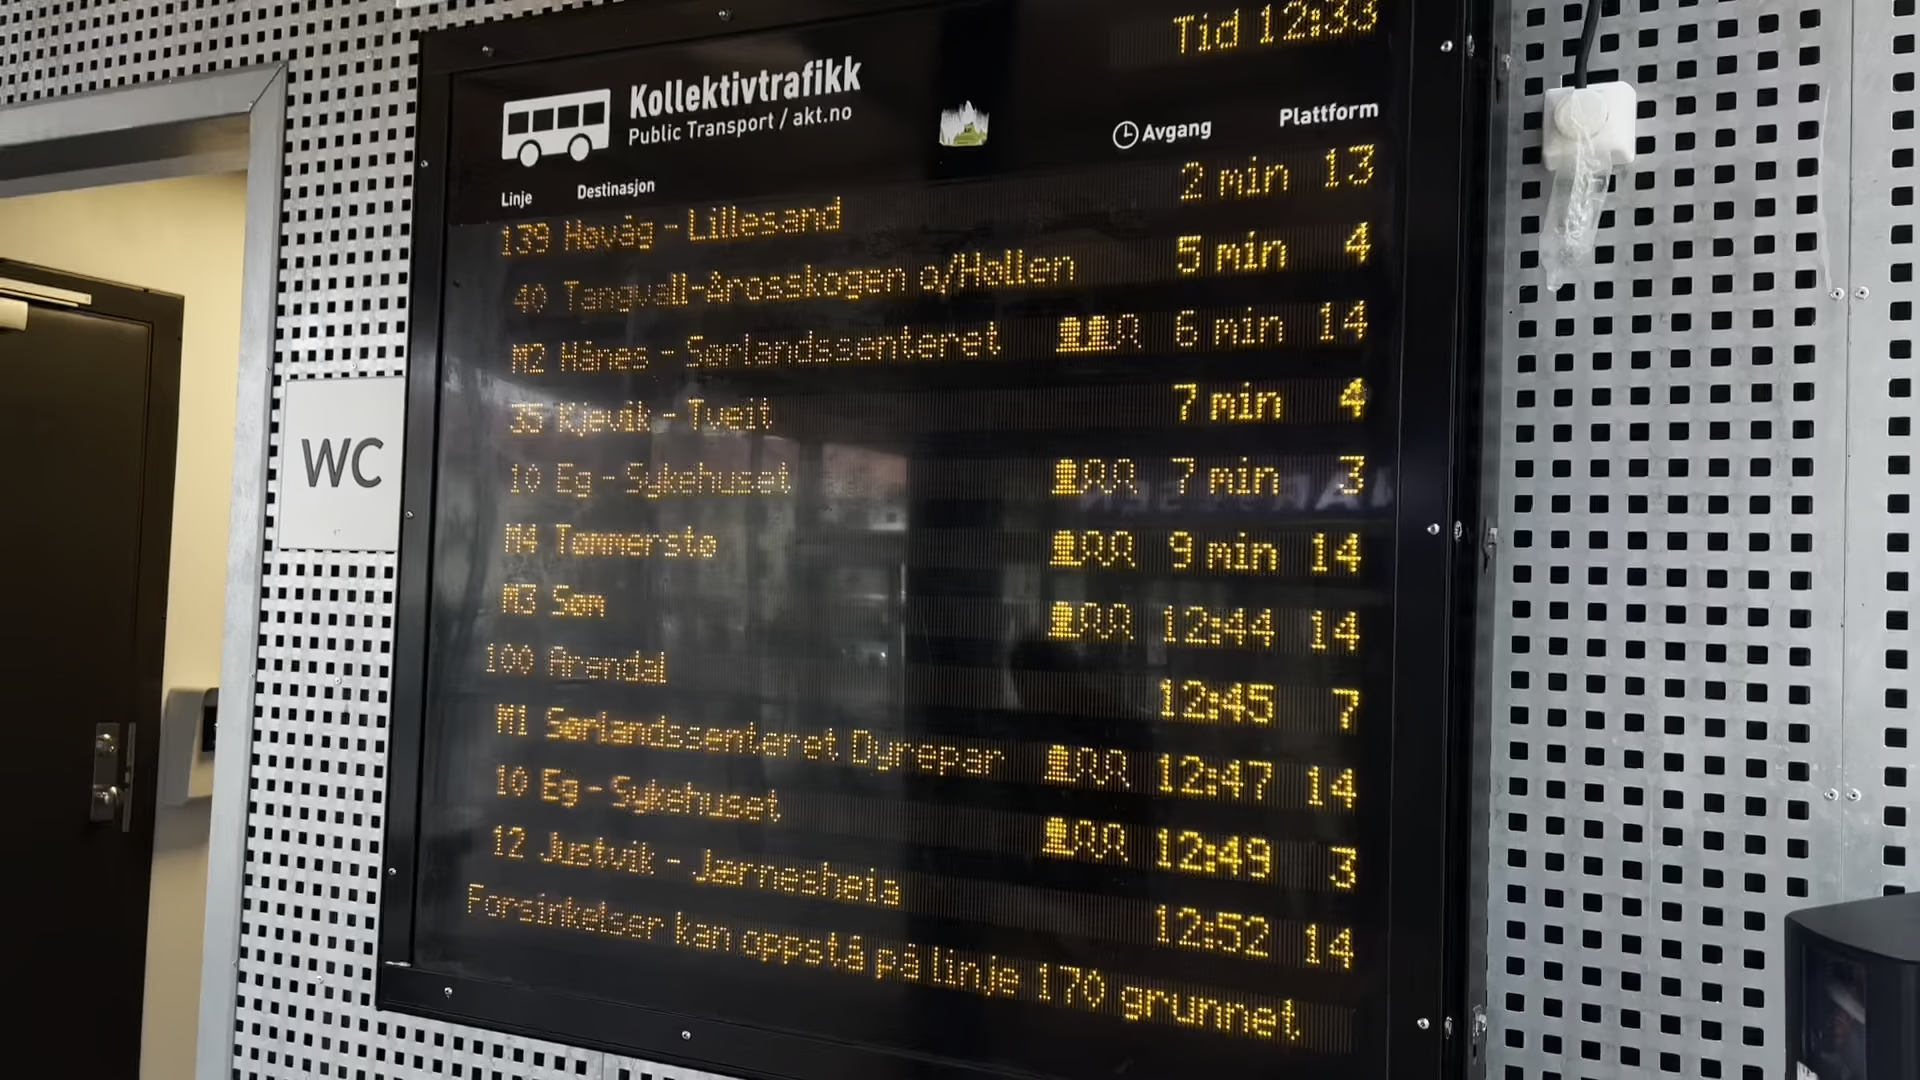 Tid 12:33
Kollektivtrafikk
Public Transport / akt.no
Avgang Plattform
Linje Destinasjon
139 Høvåg - Lillesand 2 min 13
40 Tangvall-Årosskogen o/Høllen 5 min 4
M2 Hånes - Sørlandssenteret 6 min 14
35 Kjevik - Tveit 7 min 4
10 Eg - Sykehuset 7 min 3
M4 Tømmerstø 9 min 14
M3 Søm 12:44 14
100 Arendal 12:45 7
M1 Sørlandssenteret Dyrepar 12:47 14
10 Eg - Sykehuset 12:49 3
12 Justvik - Jærnesheia 12:52 14
Forsinkelser kan oppstå på linje 170 grunnet
WC